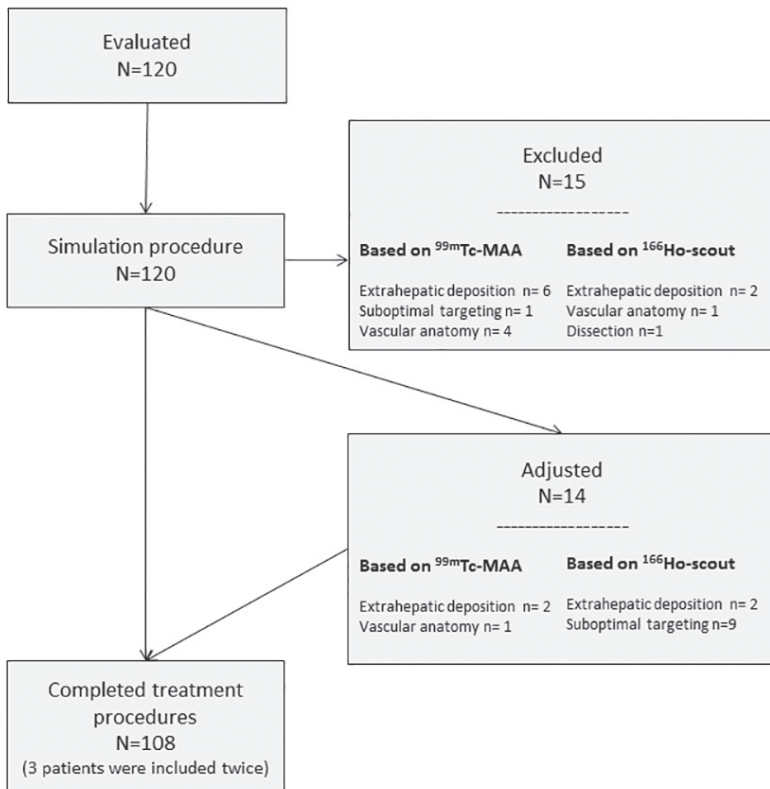 Evaluated
N=120
Simulation procedure
N=120
Excluded
N=15
-----------------
Based on ⁹⁹ᵐTc-MAA
Extrahepatic deposition n= 6
Suboptimal targeting n= 1
Vascular anatomy n= 4
Based on ¹⁶⁶Ho-scout
Extrahepatic deposition n= 2
Vascular anatomy n= 1
Dissection n=1
Adjusted
N=14
-----------------
Based on ⁹⁹ᵐTc-MAA
Extrahepatic deposition n= 2
Vascular anatomy n= 1
Based on ¹⁶⁶Ho-scout
Extrahepatic deposition n= 2
Suboptimal targeting n=9
Completed treatment
procedures
N=108
(3 patients were included twice)